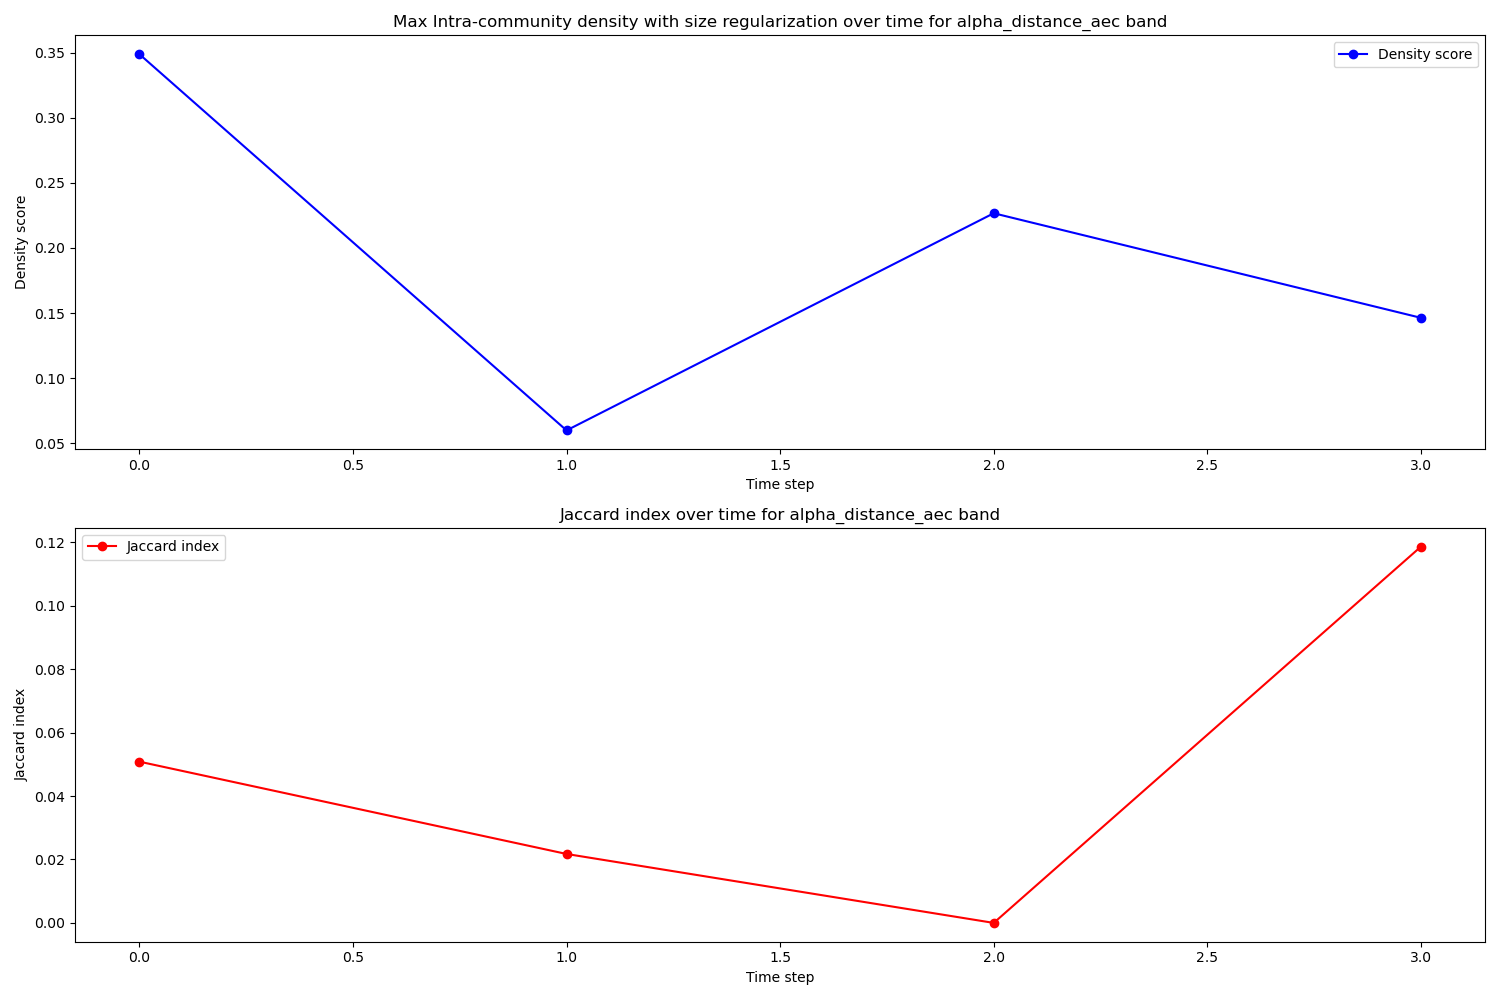 Max Intra-community density with size regularization over time for alpha_distance_aec band
Density score
0.35
0.30
0.25
0.20
0.15
0.10
0.05
Density score
0.0 0.5 1.0 1.5 2.0 2.5 3.0
Time step
Jaccard index over time for alpha_distance_aec band
Jaccard index
0.12
0.10
0.08
0.06
0.04
0.02
0.00
Jaccard index
0.0 0.5 1.0 1.5 2.0 2.5 3.0
Time step